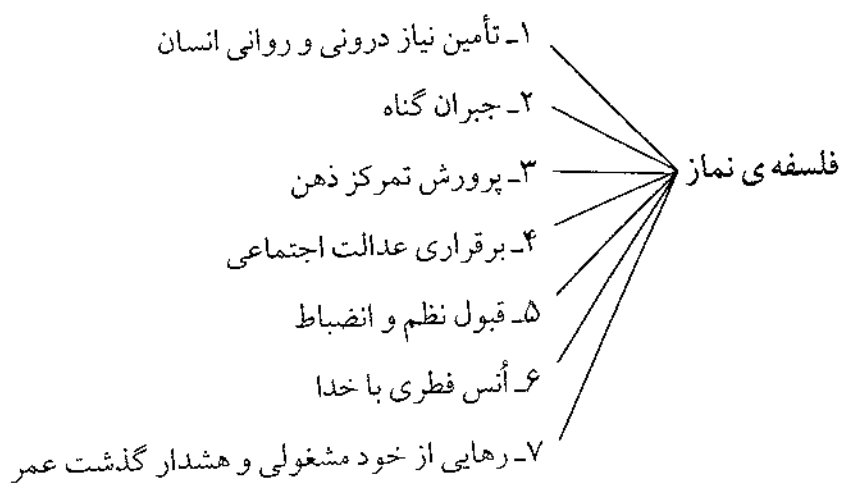 فلسفه ی نماز
۱ـ تأمین نیاز درونی و روانی انسان
۲ـ جبران گناه
۳ـ پرورش تمرکز ذهن
۴ـ برقراری عدالت اجتماعی
۵ـ قبول نظم و انضباط
۶ـ اُنس فطری با خدا
۷ـ رهایی از خود مشغولی و هشدار گذشت عمر